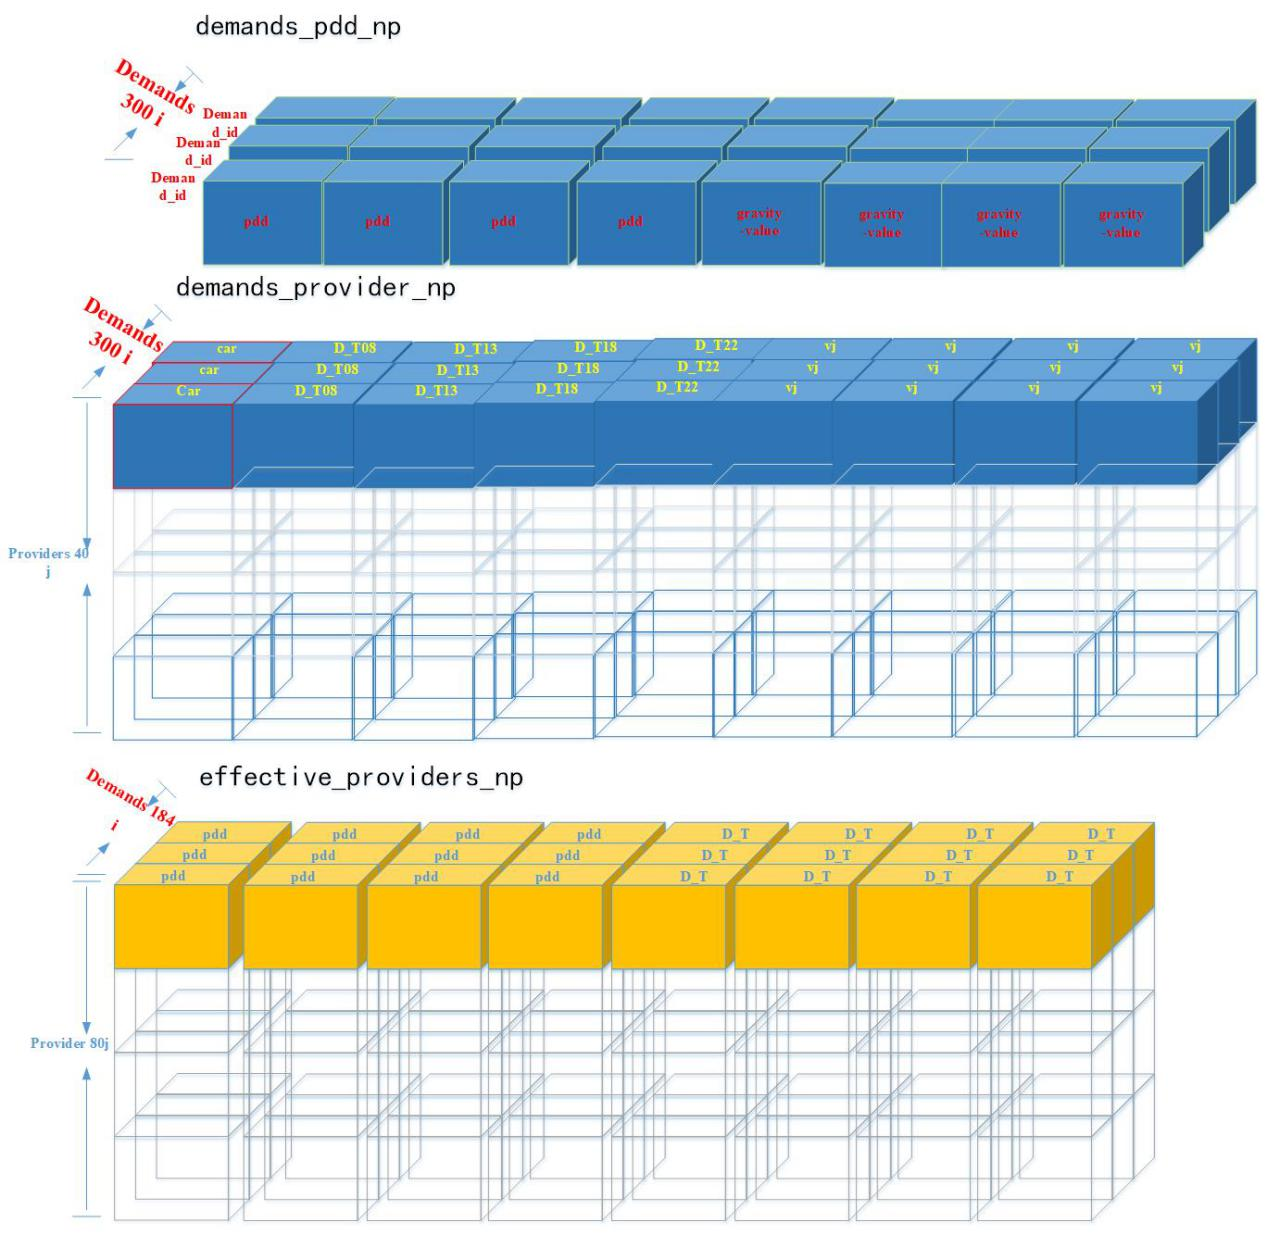 demands_pdd_np
Demands
300 i
Deman
d_id
Deman
d_id
Deman
d_id
pdd pdd pdd pdd gravity
-value gravity
-value gravity
-value gravity
-value
demands_provider_np
Demands
300 i
car D_T08 D_T13 D_T18 D_T22 vj vj vj vj
car D_T08 D_T13 D_T18 D_T22 vj vj vj vj
Car D_T08 D_T13 D_T18 D_T22 vj vj vj vj
Providers 40
j
effective_providers_np
Demands 184
i
pdd pdd pdd pdd D_T D_T D_T D_T
pdd pdd pdd pdd D_T D_T D_T D_T
pdd pdd pdd pdd D_T D_T D_T D_T
Provider 80j